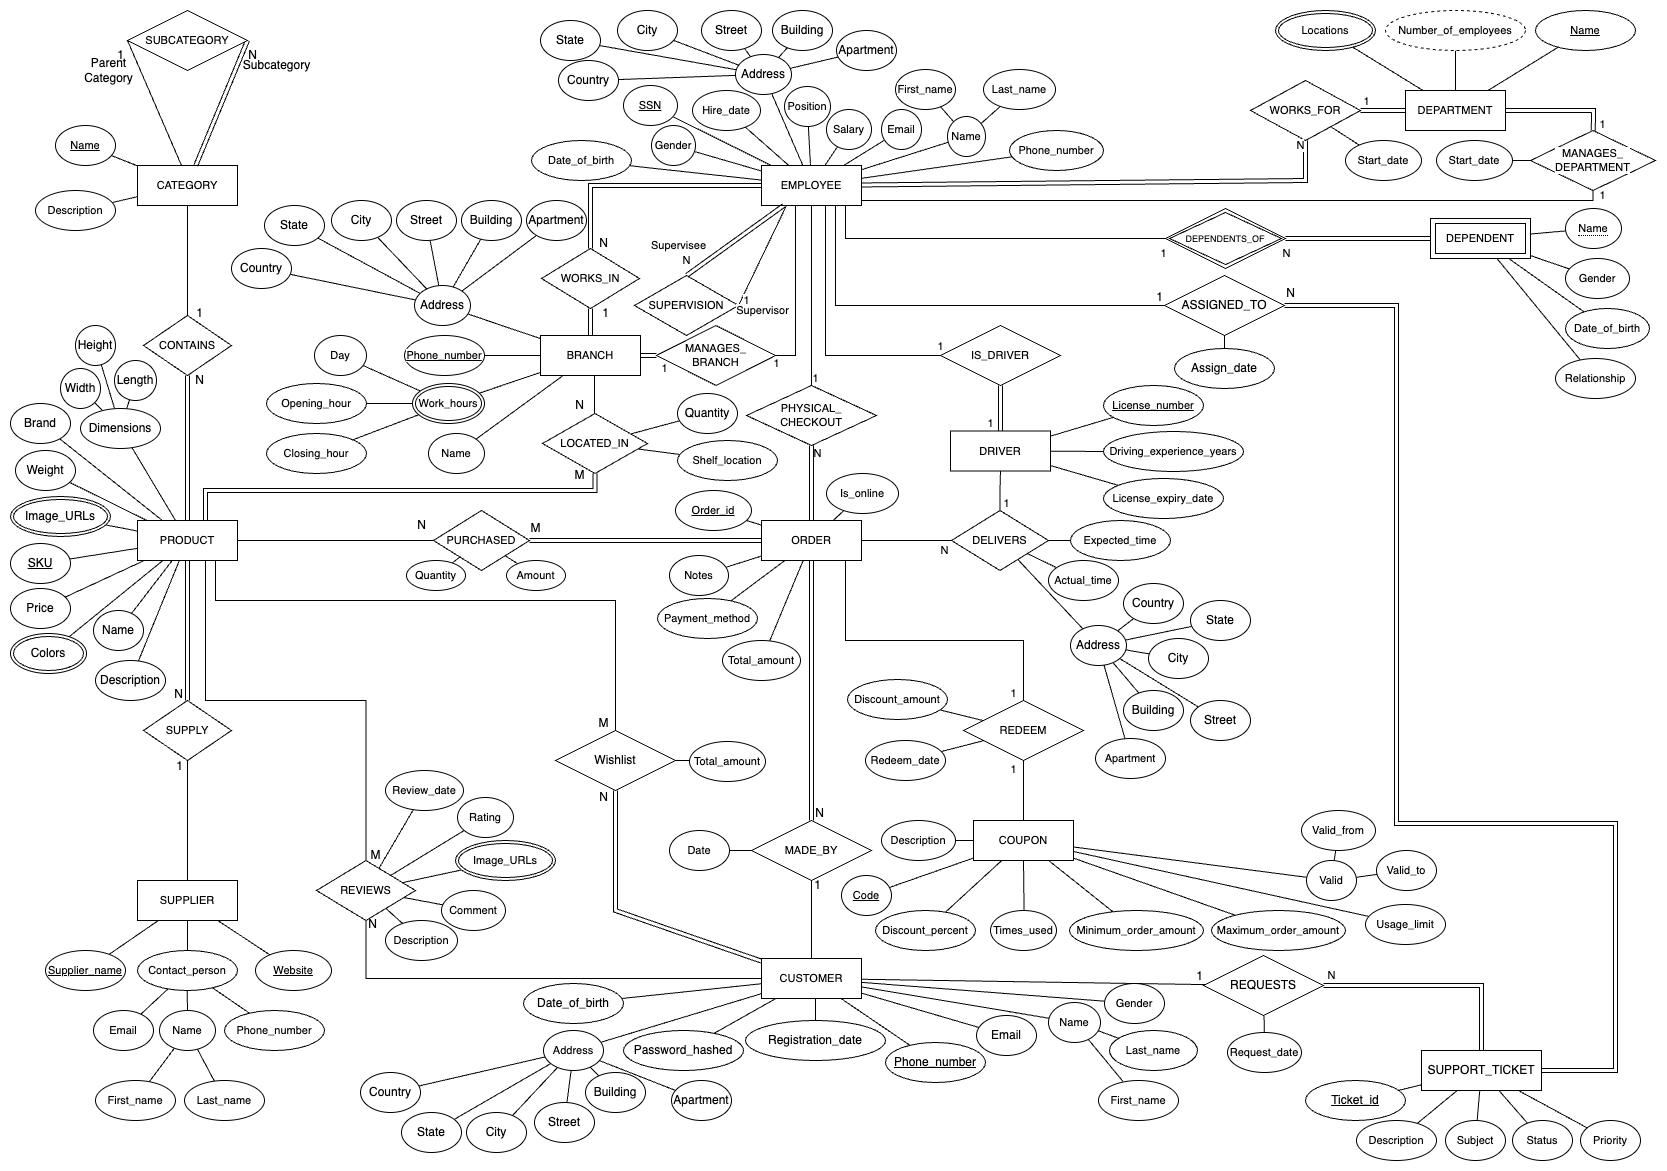 SUBCATEGORY
1
Parent
Category
N
Subcategory
Name
CATEGORY
Description
1
CONTAINS
N
State
City
Street
Building
Apartment
Country
Address
SSN
Hire_date
Position
Salary
Email
First_name
Last_name
Name
Gender
Date_of_birth
Phone_number
EMPLOYEE
Locations
Number_of_employees
Name
WORKS_FOR
1
N
Start_date
DEPARTMENT
Start_date
1
MANAGES_
DEPARTMENT
1
State
City
Street
Building
Apartment
Country
Address
N
WORKS_IN
1
Supervisee
N
SUPERVISION
1
Supervisor
1
DEPENDENTS_OF
N
DEPENDENT
Name
Gender
Date_of_birth
Relationship
1
ASSIGNED_TO
N
Assign_date
Phone_number
BRANCH
1
MANAGES_
BRANCH
1
Day
Opening_hour
Work_hours
Closing_hour
Name
N
LOCATED_IN
M
Quantity
Shelf_location
1
IS_DRIVER
1
DRIVER
License_number
Driving_experience_years
License_expiry_date
1
PHYSICAL_
CHECKOUT
N
Height
Width
Length
Dimensions
Brand
Weight
Image_URLs
SKU
Price
Colors
Name
Description
PRODUCT
N
PURCHASED
M
Quantity
Amount
Order_id
Is_online
ORDER
Notes
Payment_method
Total_amount
1
N
DELIVERS
Expected_time
Actual_time
Country
State
Address
City
Building
Street
Apartment
N
SUPPLY
1
M
Wishlist
N
Total_amount
Discount_amount
Redeem_date
1
REDEEM
1
Review_date
Rating
Image_URLs
Comment
Description
M
REVIEWS
N
Date
N
MADE_BY
1
Description
COUPON
Code
Discount_percent
Times_used
Minimum_order_amount
Maximum_order_amount
Usage_limit
Valid_from
Valid
Valid_to
SUPPLIER
Supplier_name
Contact_person
Website
Email
Name
Phone_number
First_name
Last_name
CUSTOMER
Date_of_birth
Address
Password_hashed
Registration_date
Phone_number
Email
Name
Gender
Last_name
First_name
Country
State
City
Street
Building
Apartment
1
REQUESTS
N
Request_date
SUPPORT_TICKET
Ticket_id
Description
Subject
Status
Priority